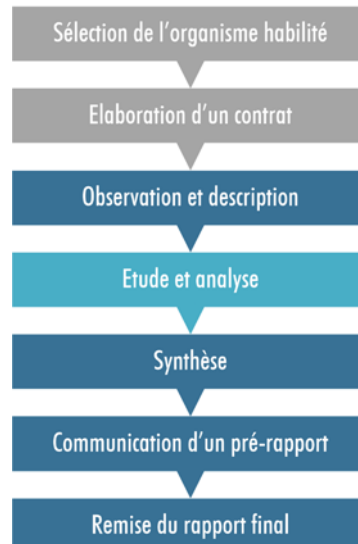 Sélection de l'organisme habilité
Elaboration d'un contrat
Observation et description
Etude et analyse
Synthèse
Communication d'un pré-rapport
Remise du rapport final